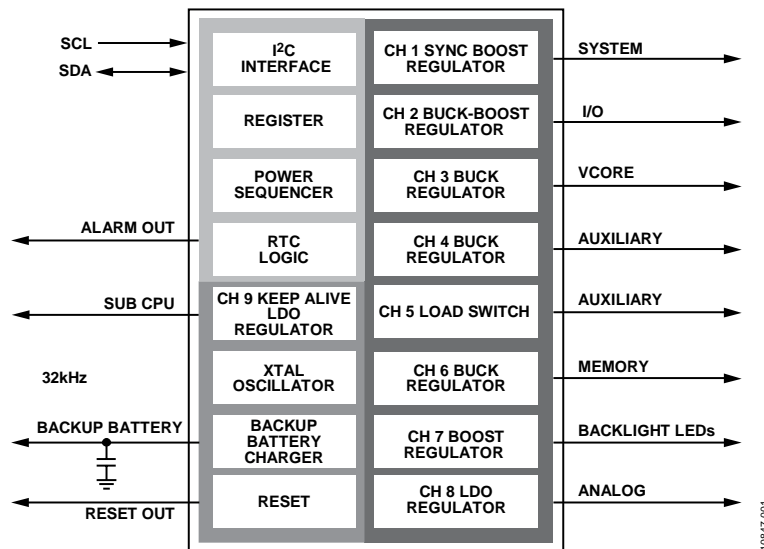 SCL
SDA
I²C
INTERFACE
REGISTER
POWER
SEQUENCER
RTC
LOGIC
CH 9 KEEP ALIVE
LDO
REGULATOR
XTAL
OSCILLATOR
BACKUP
BATTERY
CHARGER
RESET
CH 1 SYNC BOOST
REGULATOR
CH 2 BUCK-BOOST
REGULATOR
CH 3 BUCK
REGULATOR
CH 4 BUCK
REGULATOR
CH 5 LOAD SWITCH
CH 6 BUCK
REGULATOR
CH 7 BOOST
REGULATOR
CH 8 LDO
REGULATOR
SYSTEM
I/O
VCORE
AUXILIARY
AUXILIARY
MEMORY
BACKLIGHT LEDs
ANALOG
ALARM OUT
SUB CPU
32kHz
BACKUP BATTERY
RESET OUT
10847-001